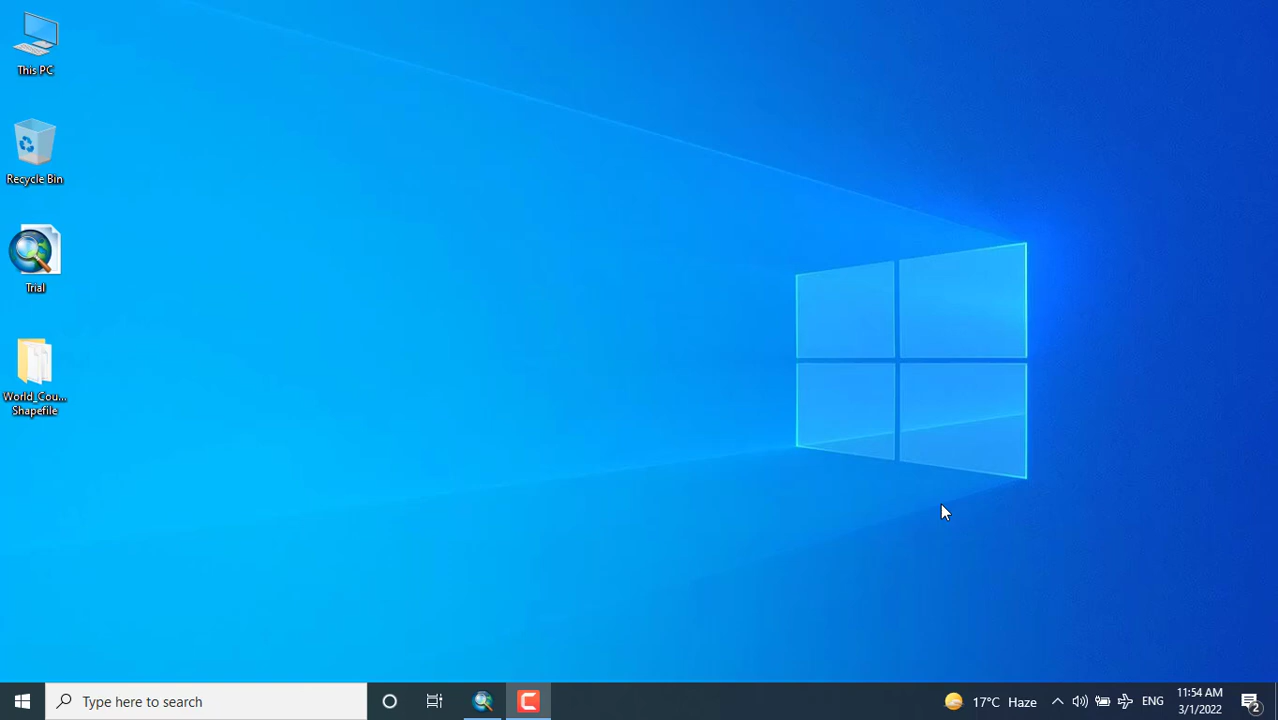 This PC
Recycle Bin
Trial
World_Cou...
Shapefile
Type here to search
17°C Haze
ENG
11:54 AM
3/1/2022
2